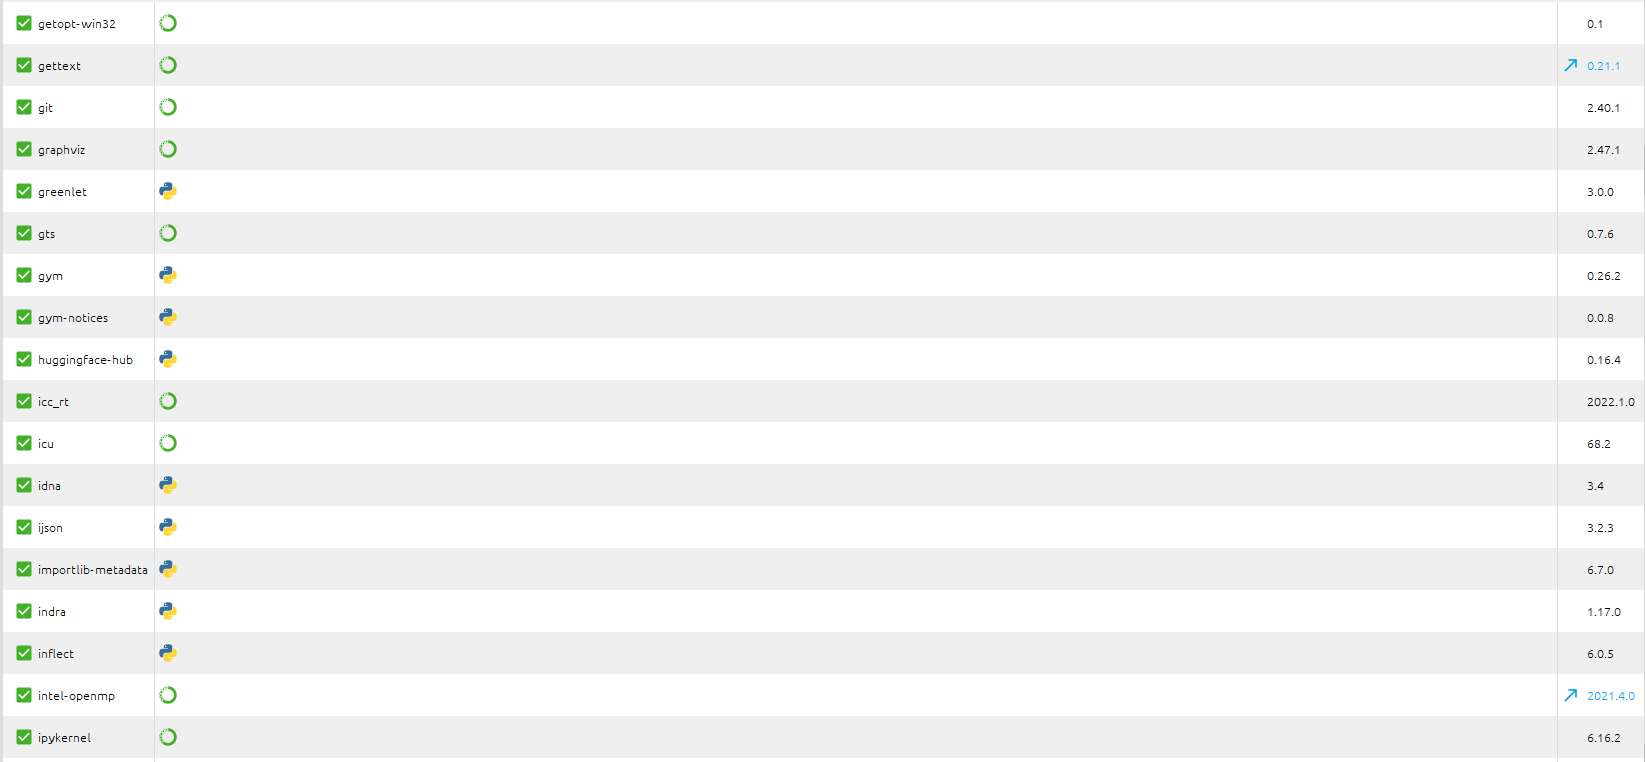 getopt-win32 0.1
gettext 0.21.1
git 2.40.1
graphviz 2.47.1
greenlet 3.0.0
gts 0.7.6
gym 0.26.2
gym-notices 0.0.8
huggingface-hub 0.16.4
icc_rt 2022.1.0
icu 68.2
idna 3.4
ijson 3.2.3
importlib-metadata 6.7.0
indra 1.17.0
inflect 6.0.5
intel-openmp 2021.4.0
ipykernel 6.16.2